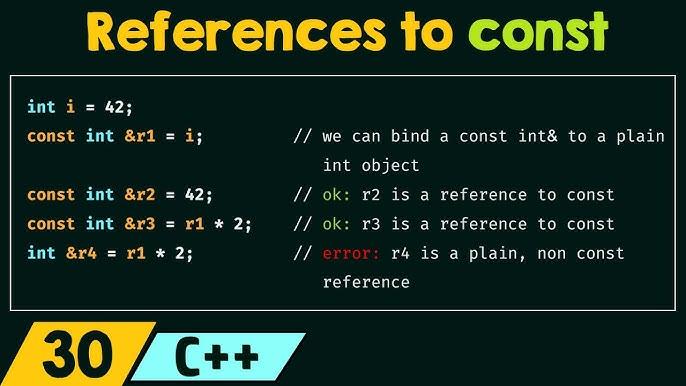 References to const
int i = 42;
const int &r1 = i; // we can bind a const int& to a plain
int object
const int &r2 = 42; // ok: r2 is a reference to const
const int &r3 = r1 * 2; // ok: r3 is a reference to const
int &r4 = r1 * 2; // error: r4 is a plain, non const
reference
30 C++